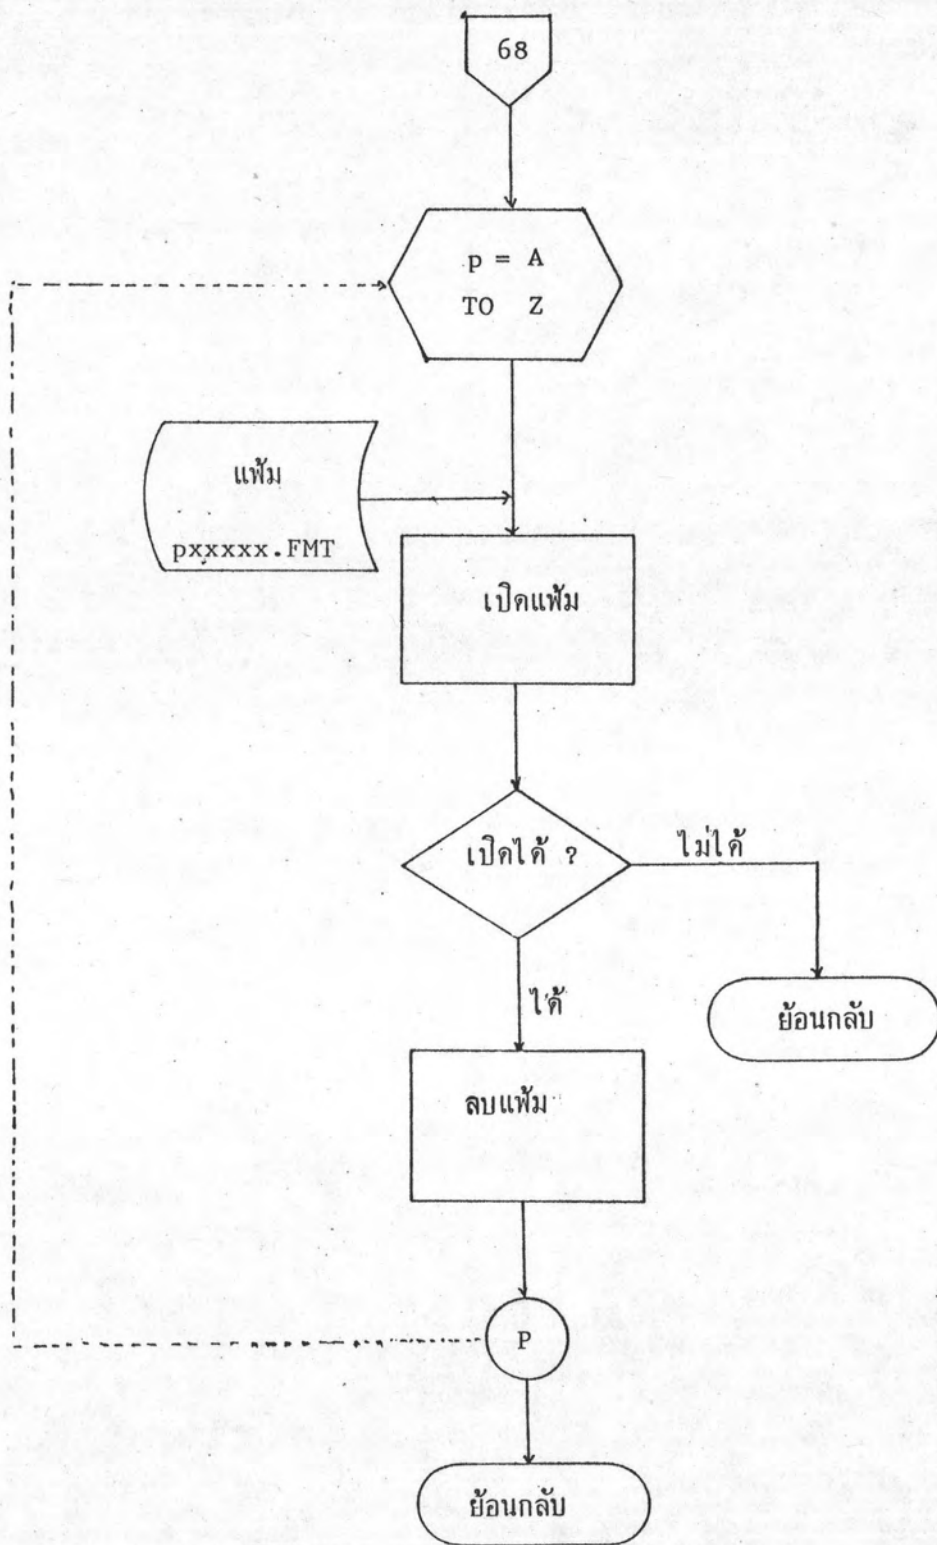 68
p = A
TO Z
แฟ้ม
pxxxxx.FMT
เปิดแฟ้ม
เปิดได้ ?
ไม่ได้
ได้
ย้อนกลับ
ลบแฟ้ม
P
ย้อนกลับ